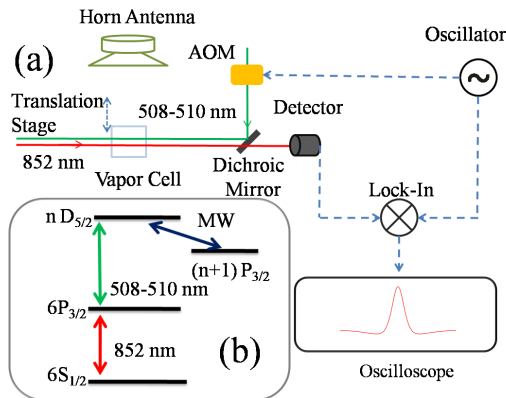 Horn Antenna
(a)
AOM
Oscillator
~
Translation
Stage
508-510 nm
Detector
852 nm
Vapor Cell
Dichroic
Mirror
Lock-In
n D5/2
MW
(n+1) P3/2
508-510 nm
6P3/2
852 nm
(b)
6S1/2
Oscilloscope